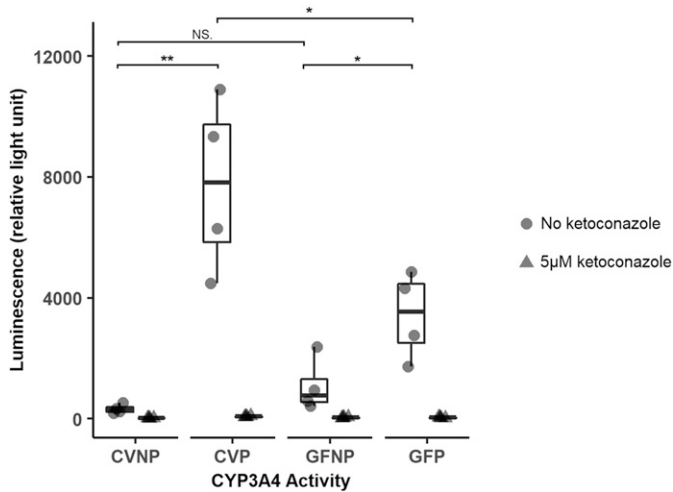 *
NS.
**
*
12000
8000
4000
0
Luminescence (relative light unit)
CVNP
CVP
GFNP
GFP
CYP3A4 Activity
No ketoconazole
5μM ketoconazole